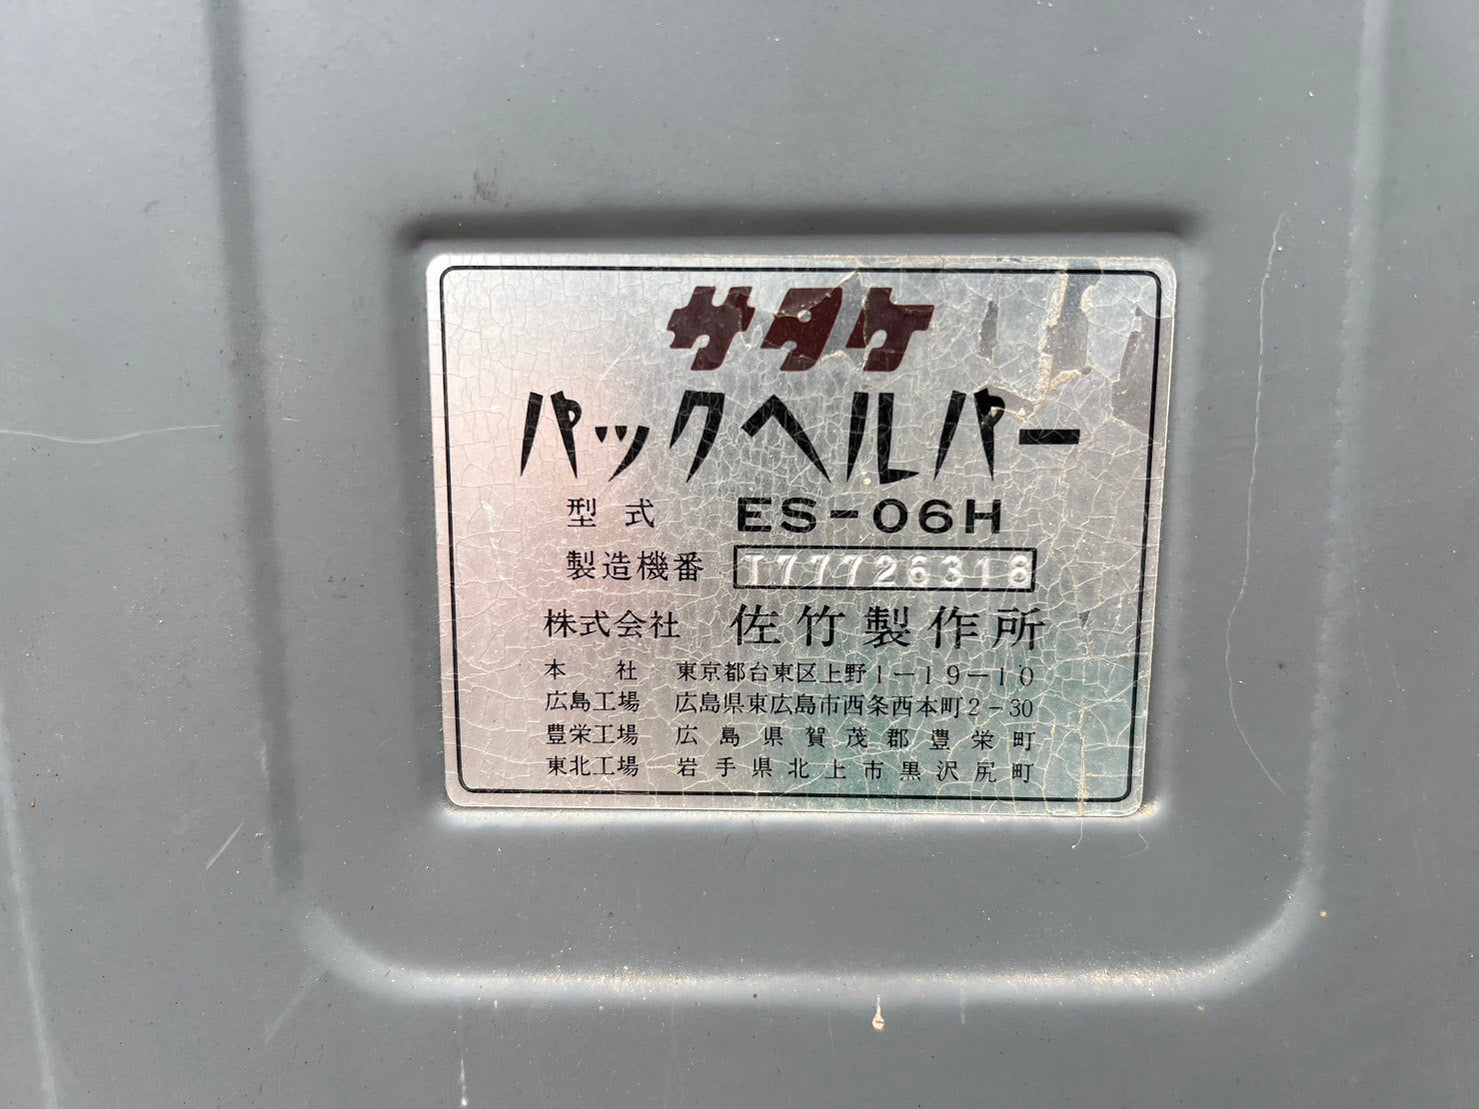 サタケ
パックヘルパー
型式 ES-06H
製造機番 T77726318
株式会社 佐竹製作所
本社 東京都台東区上野1-19-10
広島工場 広島県東広島市西条西本町2-30
豊栄工場 広島県賀茂郡豊栄町
東北工場 岩手県北上市黒沢尻町